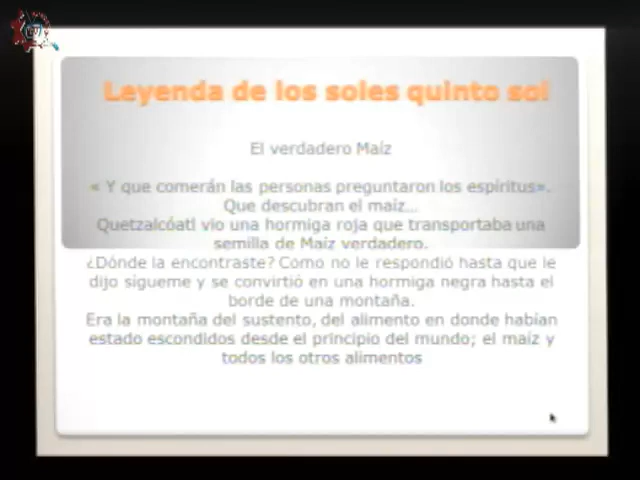 Leyenda de los soles quinto sol
El verdadero Maíz
« Y que comerán las personas preguntaron los espíritus».
Que descubran el maíz...
Quetzalcóatl vio una hormiga roja que transportaba una
semilla de Maíz verdadero.
¿Dónde la encontraste? Como no le respondió hasta que le
dijo sígueme y se convirtió en una hormiga negra hasta el
borde de una montaña.
Era la montaña del sustento, del alimento en donde habían
estado escondidos desde el principio del mundo; el maíz y
todos los otros alimentos